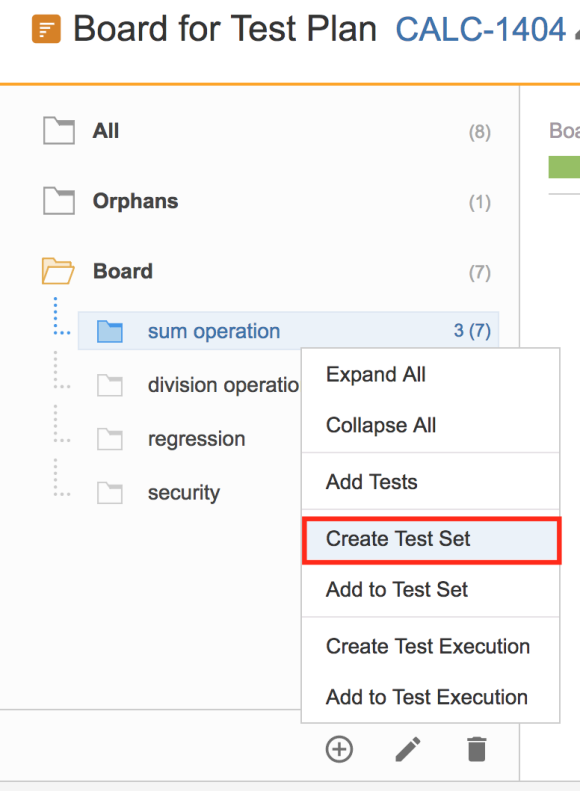 Board for Test Plan CALC-1404
All (8)
Orphans (1)
Board (7)
sum operation 3 (7)
division operatio
regression
security
Expand All
Collapse All
Add Tests
Create Test Set
Add to Test Set
Create Test Execution
Add to Test Execution